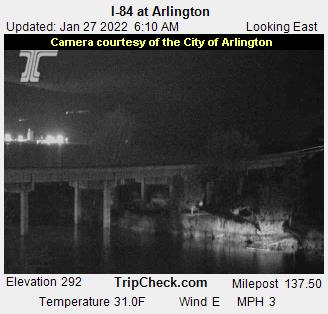 I-84 at Arlington
Updated: Jan 27 2022 6:10 AM Looking East
Camera courtesy of the City of Arlington
Elevation 292 TripCheck.com Milepost 137.50
Temperature 31.0F Wind E MPH 3